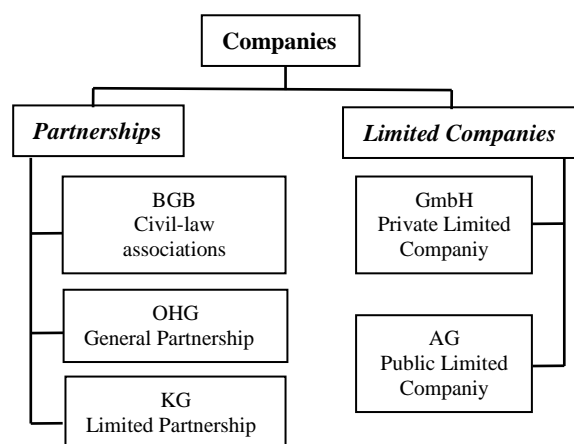 Companies
Partnerships
BGB
Civil-law
associations
OHG
General Partnership
KG
Limited Partnership
Limited Companies
GmbH
Private Limited
Companiy
AG
Public Limited
Companiy